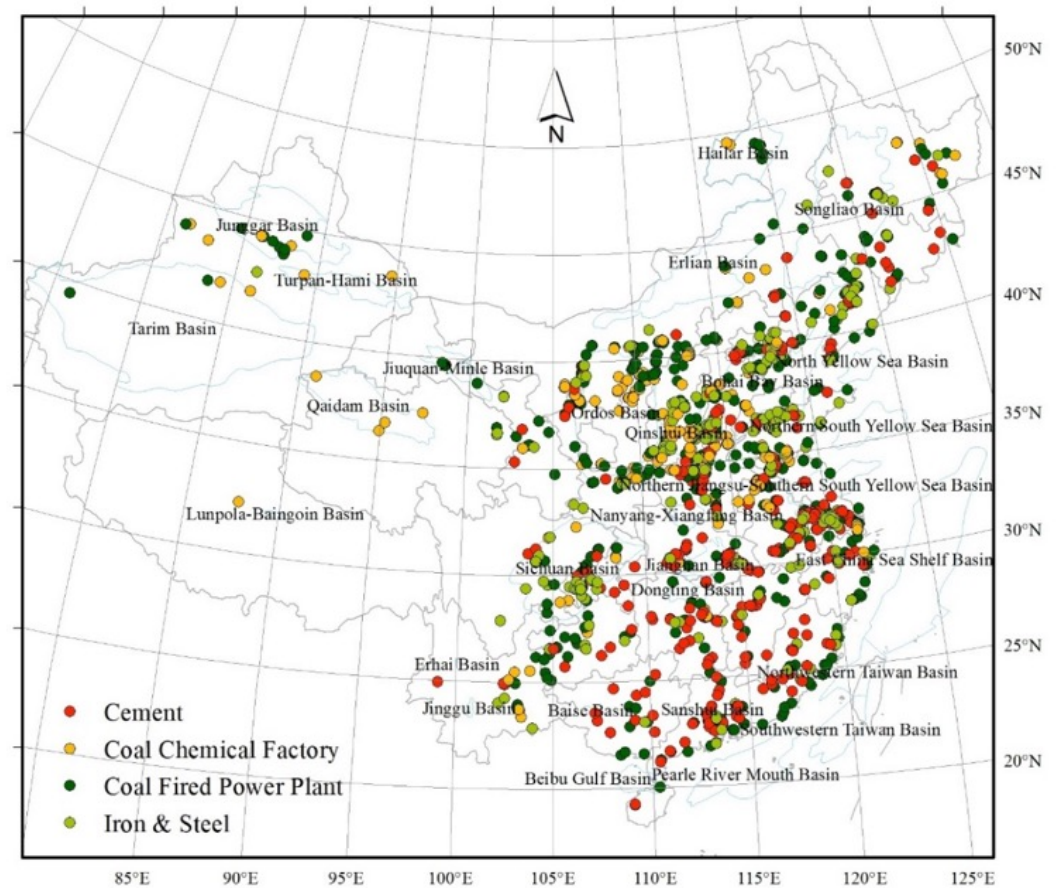 50°N
N
Hailar Basin
45°N
Songliao Basin
Junggar Basin
Erlian Basin
Turpan-Hami Basin
40°N
Tarim Basin
North Yellow Sea Basin
Jiuquan-Minle Basin
Bohai Bay Basin
Qaidam Basin
Ordos Basin
35°N
Northern South Yellow Sea Basin
Qinshui Basin
Northern Jiangsu-Southern South Yellow Sea Basin
Lunpola-Baingoin Basin
Nanyang-Xiangfang Basin
30°N
East China Sea Shelf Basin
Sichuan Basin
Jianghan Basin
Dongting Basin
25°N
Erhai Basin
Northwestern Taiwan Basin
Jinggu Basin
Baise Basin
Sanshui Basin
Southwestern Taiwan Basin
20°N
Beibu Gulf Basin
Pearle River Mouth Basin
Cement
Coal Chemical Factory
Coal Fired Power Plant
Iron & Steel
85°E 90°E 95°E 100°E 105°E 110°E 115°E 120°E 125°E